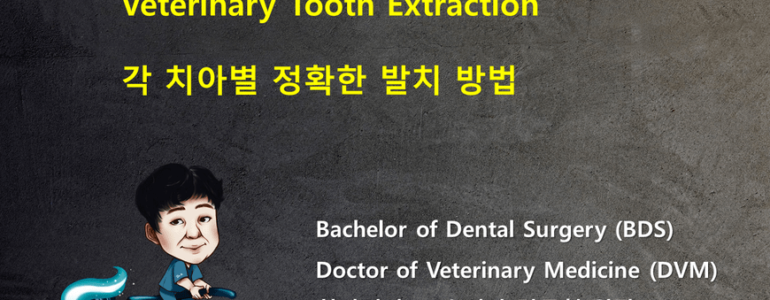 Veterinary Tooth Extraction
각 치아별 정확한 발치 방법
Bachelor of Dental Surgery (BDS)
Doctor of Veterinary Medicine (DVM)